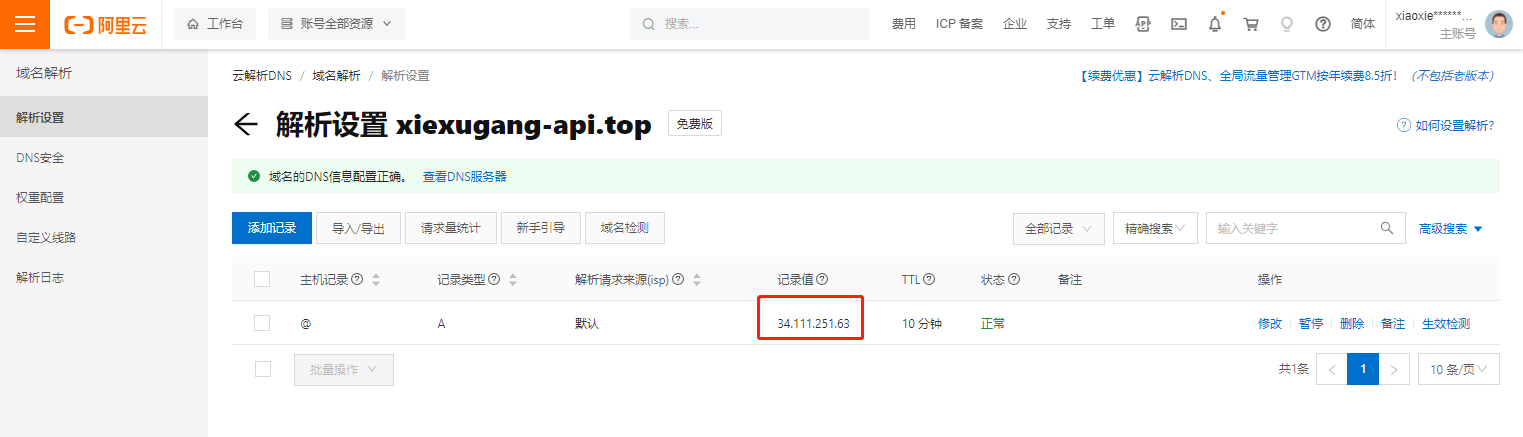 阿里云
工作台
账号全部资源
搜索...
费用
ICP 备案
企业
支持
工单
简体
xiaoxie******...
主账号
域名解析
解析设置
DNS安全
权重配置
自定义线路
解析日志
云解析DNS / 域名解析 / 解析设置
【续费优惠】云解析DNS、全局流量管理GTM按年续费8.5折! (不包括老版本)
解析设置 xiexugang-api.top
免费版
如何设置解析?
域名的DNS信息配置正确。 查看DNS服务器
添加记录
导入/导出
请求量统计
新手引导
域名检测
全部记录
精确搜索
输入关键字
高级搜索
主机记录 记录类型 解析请求来源(isp) 记录值 TTL 状态 备注 操作
@ A 默认 34.111.251.63 10 分钟 正常 修改 暂停 删除 备注 生效检测
批量操作
共1条 < 1 > 10 条/页